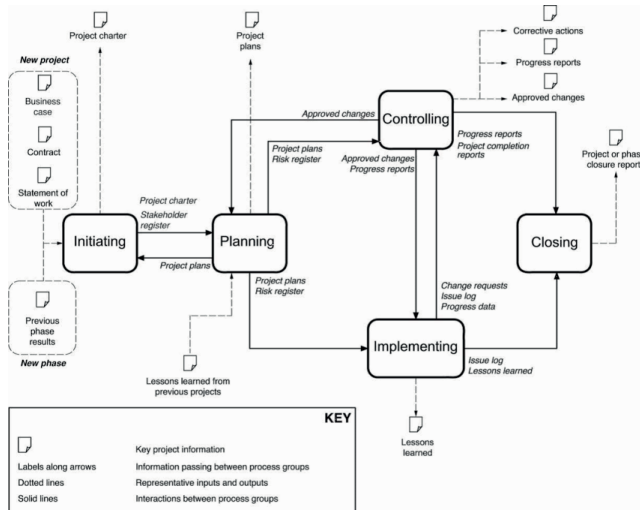 New project
Business
case
Contract
Statement of
work
Project charter
Project
plans
Corrective actions
Progress reports
Approved changes
Approved changes
Controlling
Project plans
Risk register
Approved changes
Progress reports
Progress reports
Project completion
reports
Project or phas
closure report
Project charter
Stakeholder
register
Initiating
Planning
Closing
Project plans
Project plans
Risk register
Change requests
Issue log
Progress data
Previous
phase
results
New phase
Implementing
Issue log
Lessons learned
Lessons learned from
previous projects
Lessons
learned
KEY
Key project information
Labels along arrows
Information passing between process groups
Dotted lines
Representative inputs and outputs
Solid lines
Interactions between process groups